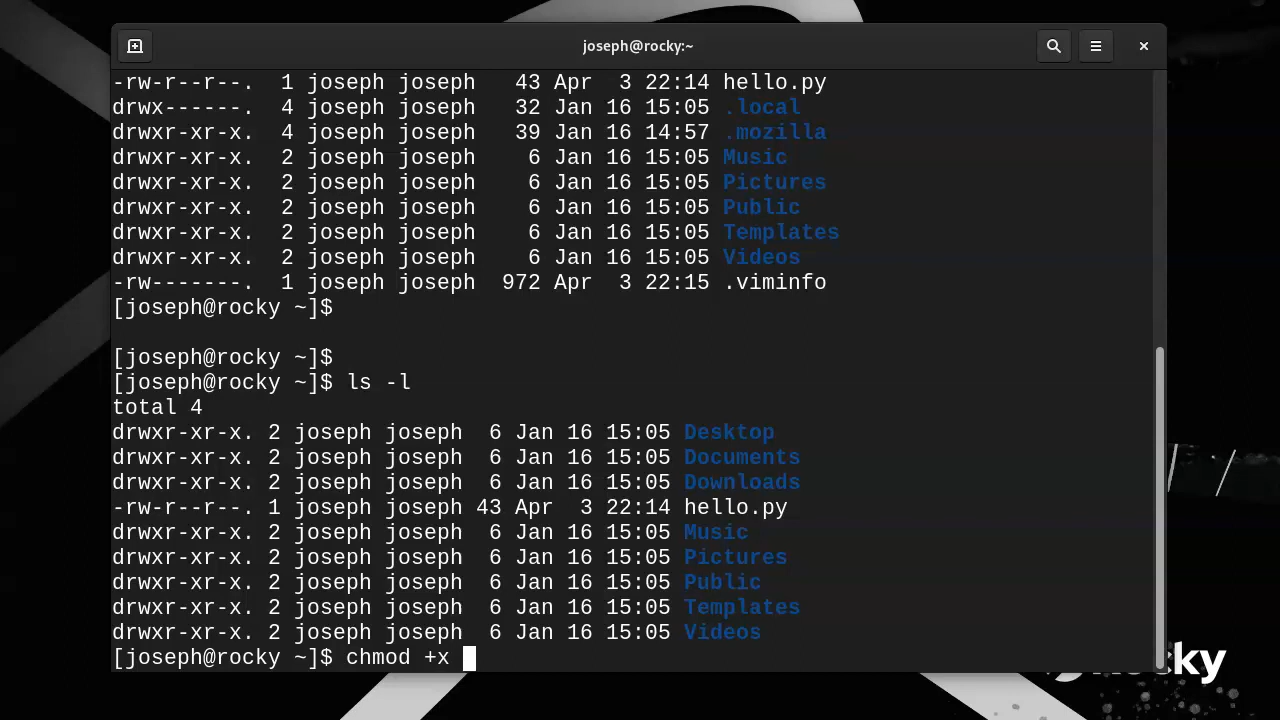 joseph@rocky:~
-rw-r--r--.  1 joseph joseph   43 Apr  3 22:14 hello.py
drwx------.  4 joseph joseph   32 Jan 16 15:05 .local
drwxr-xr-x.  4 joseph joseph   39 Jan 16 14:57 .mozilla
drwxr-xr-x.  2 joseph joseph    6 Jan 16 15:05 Music
drwxr-xr-x.  2 joseph joseph    6 Jan 16 15:05 Pictures
drwxr-xr-x.  2 joseph joseph    6 Jan 16 15:05 Public
drwxr-xr-x.  2 joseph joseph    6 Jan 16 15:05 Templates
drwxr-xr-x.  2 joseph joseph    6 Jan 16 15:05 Videos
-rw-------.  1 joseph joseph  972 Apr  3 22:15 .viminfo
[joseph@rocky ~]$
[joseph@rocky ~]$
[joseph@rocky ~]$ ls -l
total 4
drwxr-xr-x. 2 joseph joseph  6 Jan 16 15:05 Desktop
drwxr-xr-x. 2 joseph joseph  6 Jan 16 15:05 Documents
drwxr-xr-x. 2 joseph joseph  6 Jan 16 15:05 Downloads
-rw-r--r--. 1 joseph joseph 43 Apr  3 22:14 hello.py
drwxr-xr-x. 2 joseph joseph  6 Jan 16 15:05 Music
drwxr-xr-x. 2 joseph joseph  6 Jan 16 15:05 Pictures
drwxr-xr-x. 2 joseph joseph  6 Jan 16 15:05 Public
drwxr-xr-x. 2 joseph joseph  6 Jan 16 15:05 Templates
drwxr-xr-x. 2 joseph joseph  6 Jan 16 15:05 Videos
[joseph@rocky ~]$ chmod +x